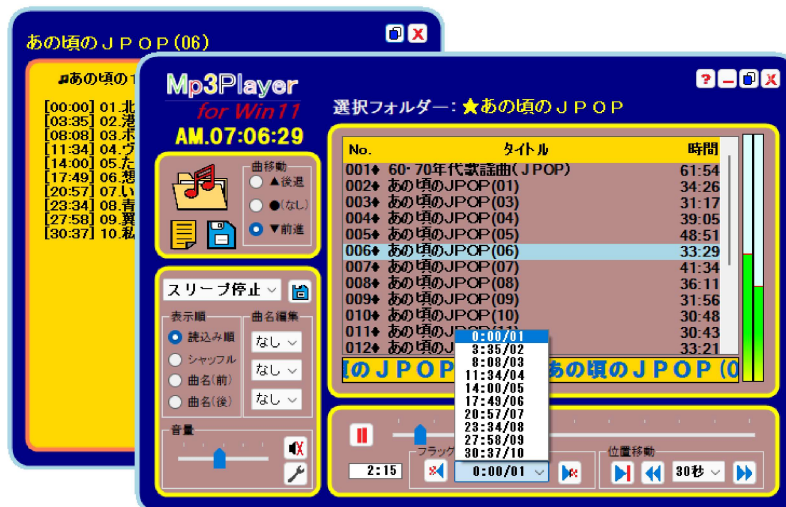 あの頃のＪＰＯＰ(06)
[00:00] 01.北
[03:35] 02.港
[08:08] 03.ボ
[11:34] 04.ヴ
[14:00] 05.た
[17:49] 06.想
[20:57] 07.い
[23:34] 08.青
[27:58] 09.翼
[30:37] 10.私
Mp3Player
for Win11
AM.07:06:29
選択フォルダー：★あの頃のＪＰＯＰ
No. タイトル 時間
001♦ 60・70年代歌謡曲(JPOP) 61:54
002♦ あの頃のJPOP(01) 34:26
003♦ あの頃のJPOP(03) 31:17
004♦ あの頃のJPOP(04) 39:05
005♦ あの頃のJPOP(05) 48:51
006♦ あの頃のJPOP(06) 33:29
007♦ あの頃のJPOP(07) 41:34
008♦ あの頃のJPOP(08) 36:11
009♦ あの頃のJPOP(09) 31:56
010♦ あの頃のJPOP(10) 30:48
011♦ あの頃のJPOP(11) 30:43
012♦ あの頃のJ 33:21
のＪＰＯＰ
あの頃のＪＰＯＰ(0
曲移動
▲後退
●(なし)
▼前進
スリープ停止
表示順
読込み順
シャッフル
曲名(前)
曲名(後)
曲名編集
なし
なし
なし
音量
0:00/01
3:35/02
8:08/03
11:34/04
14:00/05
17:49/06
20:57/07
23:34/08
27:58/09
30:37/10
フラッグ
位置移動
2:15
0:00/01
30秒